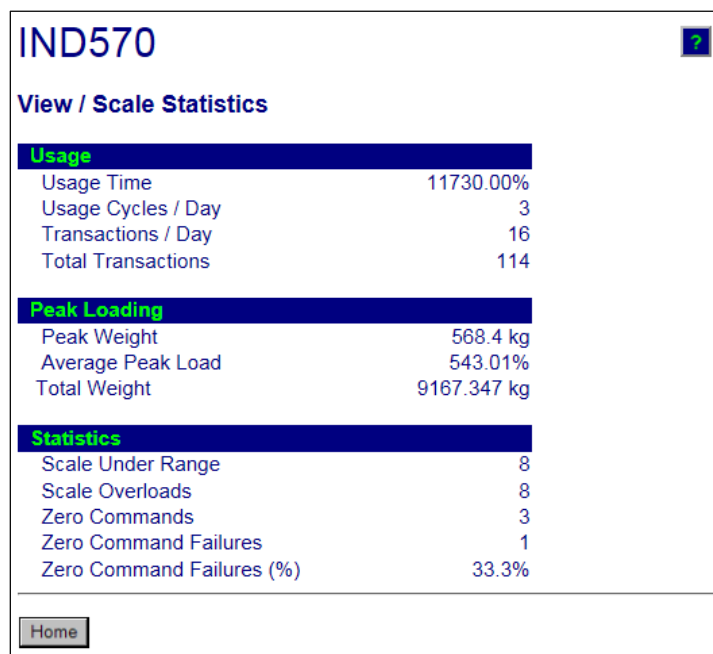 IND570
?
View / Scale Statistics
Usage
Usage Time 11730.00%
Usage Cycles / Day 3
Transactions / Day 16
Total Transactions 114
Peak Loading
Peak Weight 568.4 kg
Average Peak Load 543.01%
Total Weight 9167.347 kg
Statistics
Scale Under Range 8
Scale Overloads 8
Zero Commands 3
Zero Command Failures 1
Zero Command Failures (%) 33.3%
Home